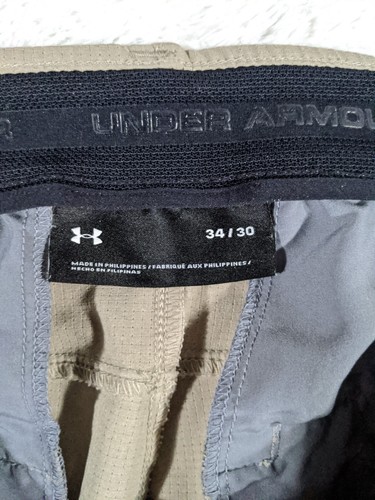 R UNDER ARMOU
34 / 30
MADE IN PHILIPPINES / FABRIQUÉ AUX PHILIPPINES /
HECHO EN FILIPINAS